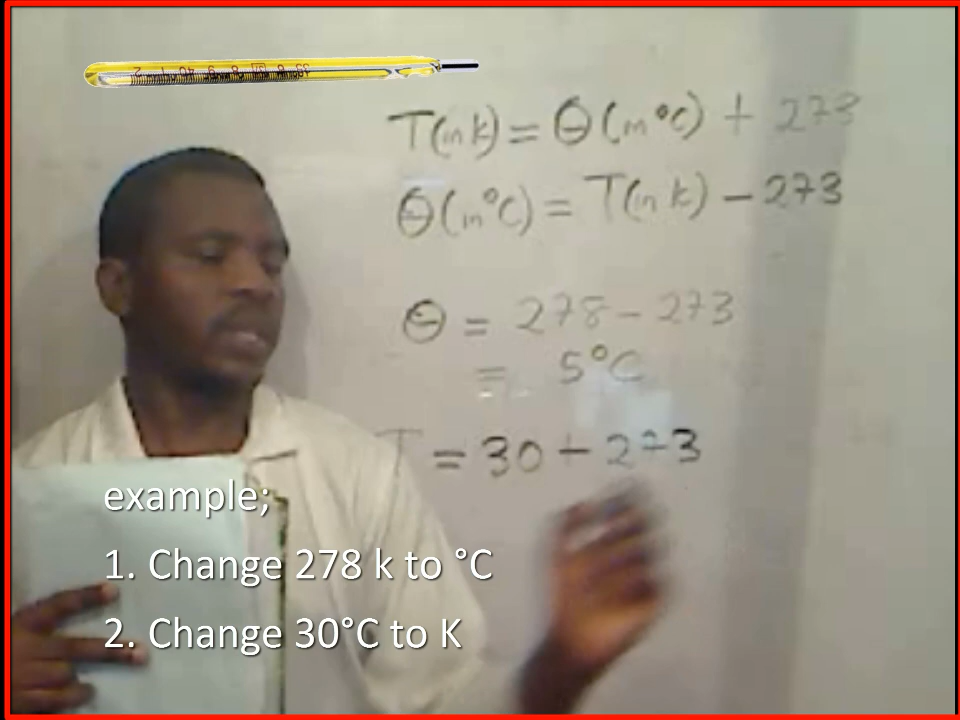 T(in k) = Θ(in °C) + 273
Θ(in °C) = T(in k) - 273
Θ = 278 - 273
= 5°C
T = 30 + 273
example;
1. Change 278 k to °C
2. Change 30°C to K